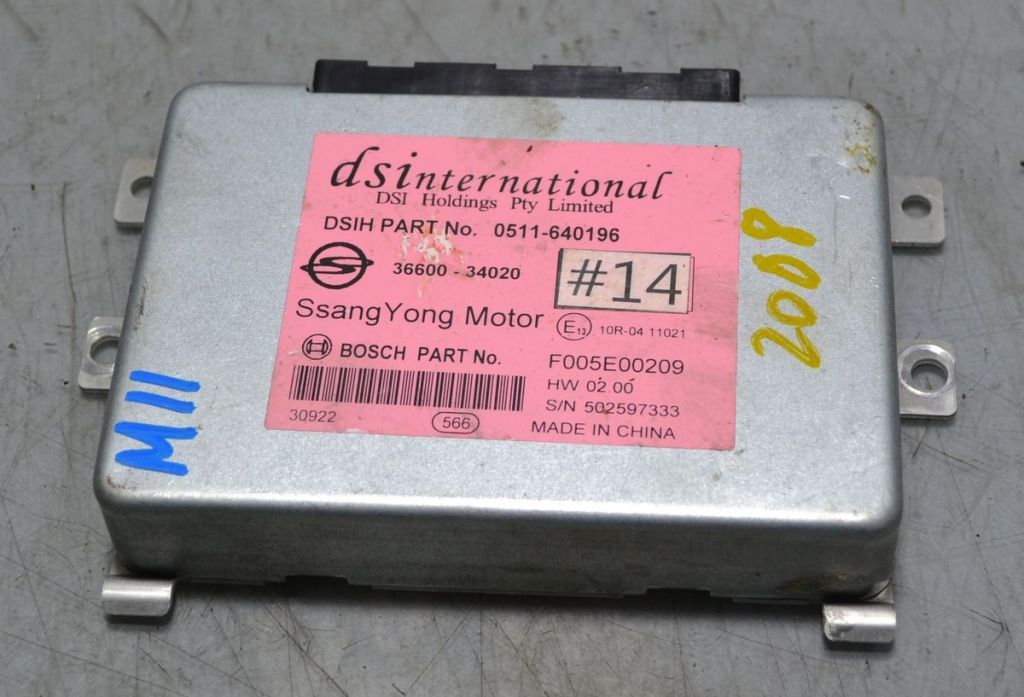 dsinternational
DSI Holdings Pty Limited
DSIH PART No. 0511-640196
36600 - 34020
#14
SsangYong Motor
E13 10R-04 11021
BOSCH PART No. F005E00209
HW 02.00
S/N 502597333
30922 566 MADE IN CHINA
2008
M11